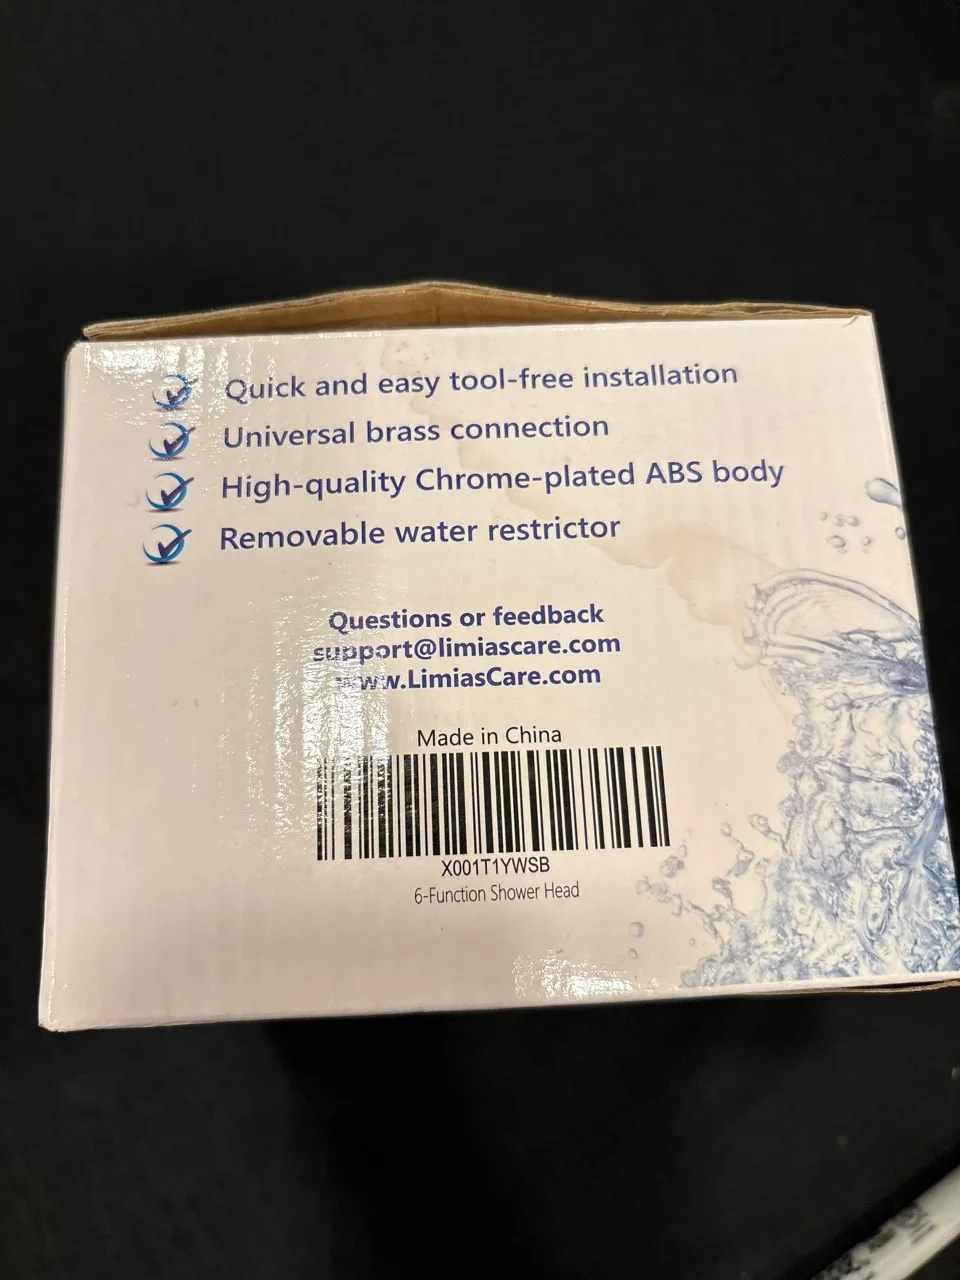 Quick and easy tool-free installation
Universal brass connection
High-quality Chrome-plated ABS body
Removable water restrictor
Questions or feedback
support@limiascare.com
www.LimiasCare.com
Made in China
X001T1YWSB
6-Function Shower Head